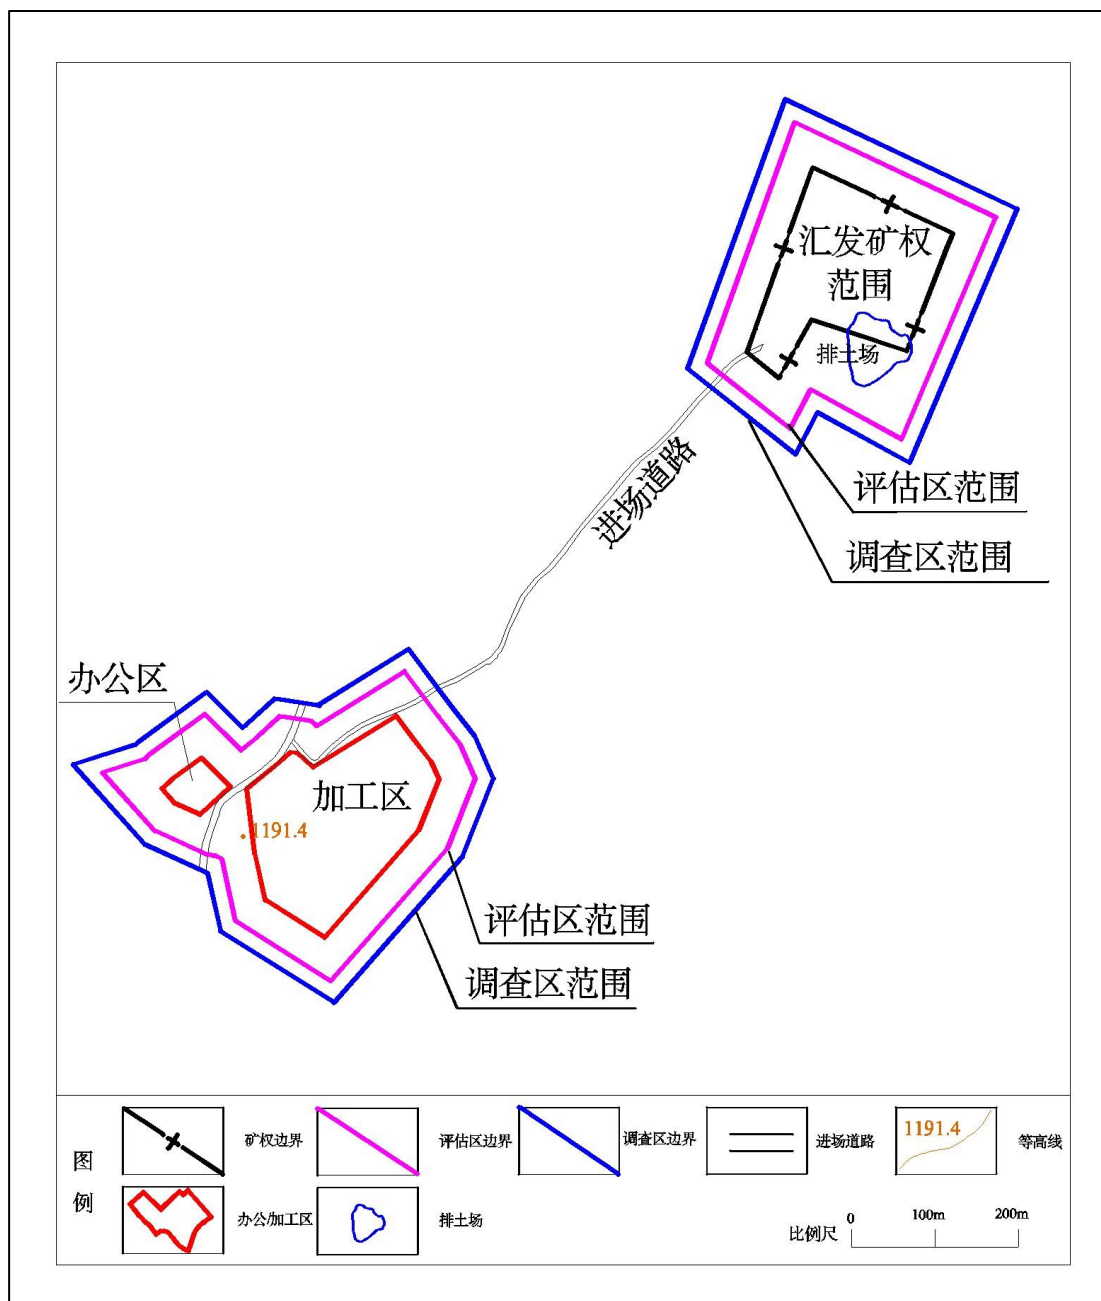 汇发矿权
范围
排土场
评估区范围
调查区范围
进场道路
办公区
加工区
1191.4
评估区范围
调查区范围
图例
矿权边界
评估区边界
调查区边界
进场道路
1191.4
等高线
办公/加工区
排土场
比例尺
0 100m 200m